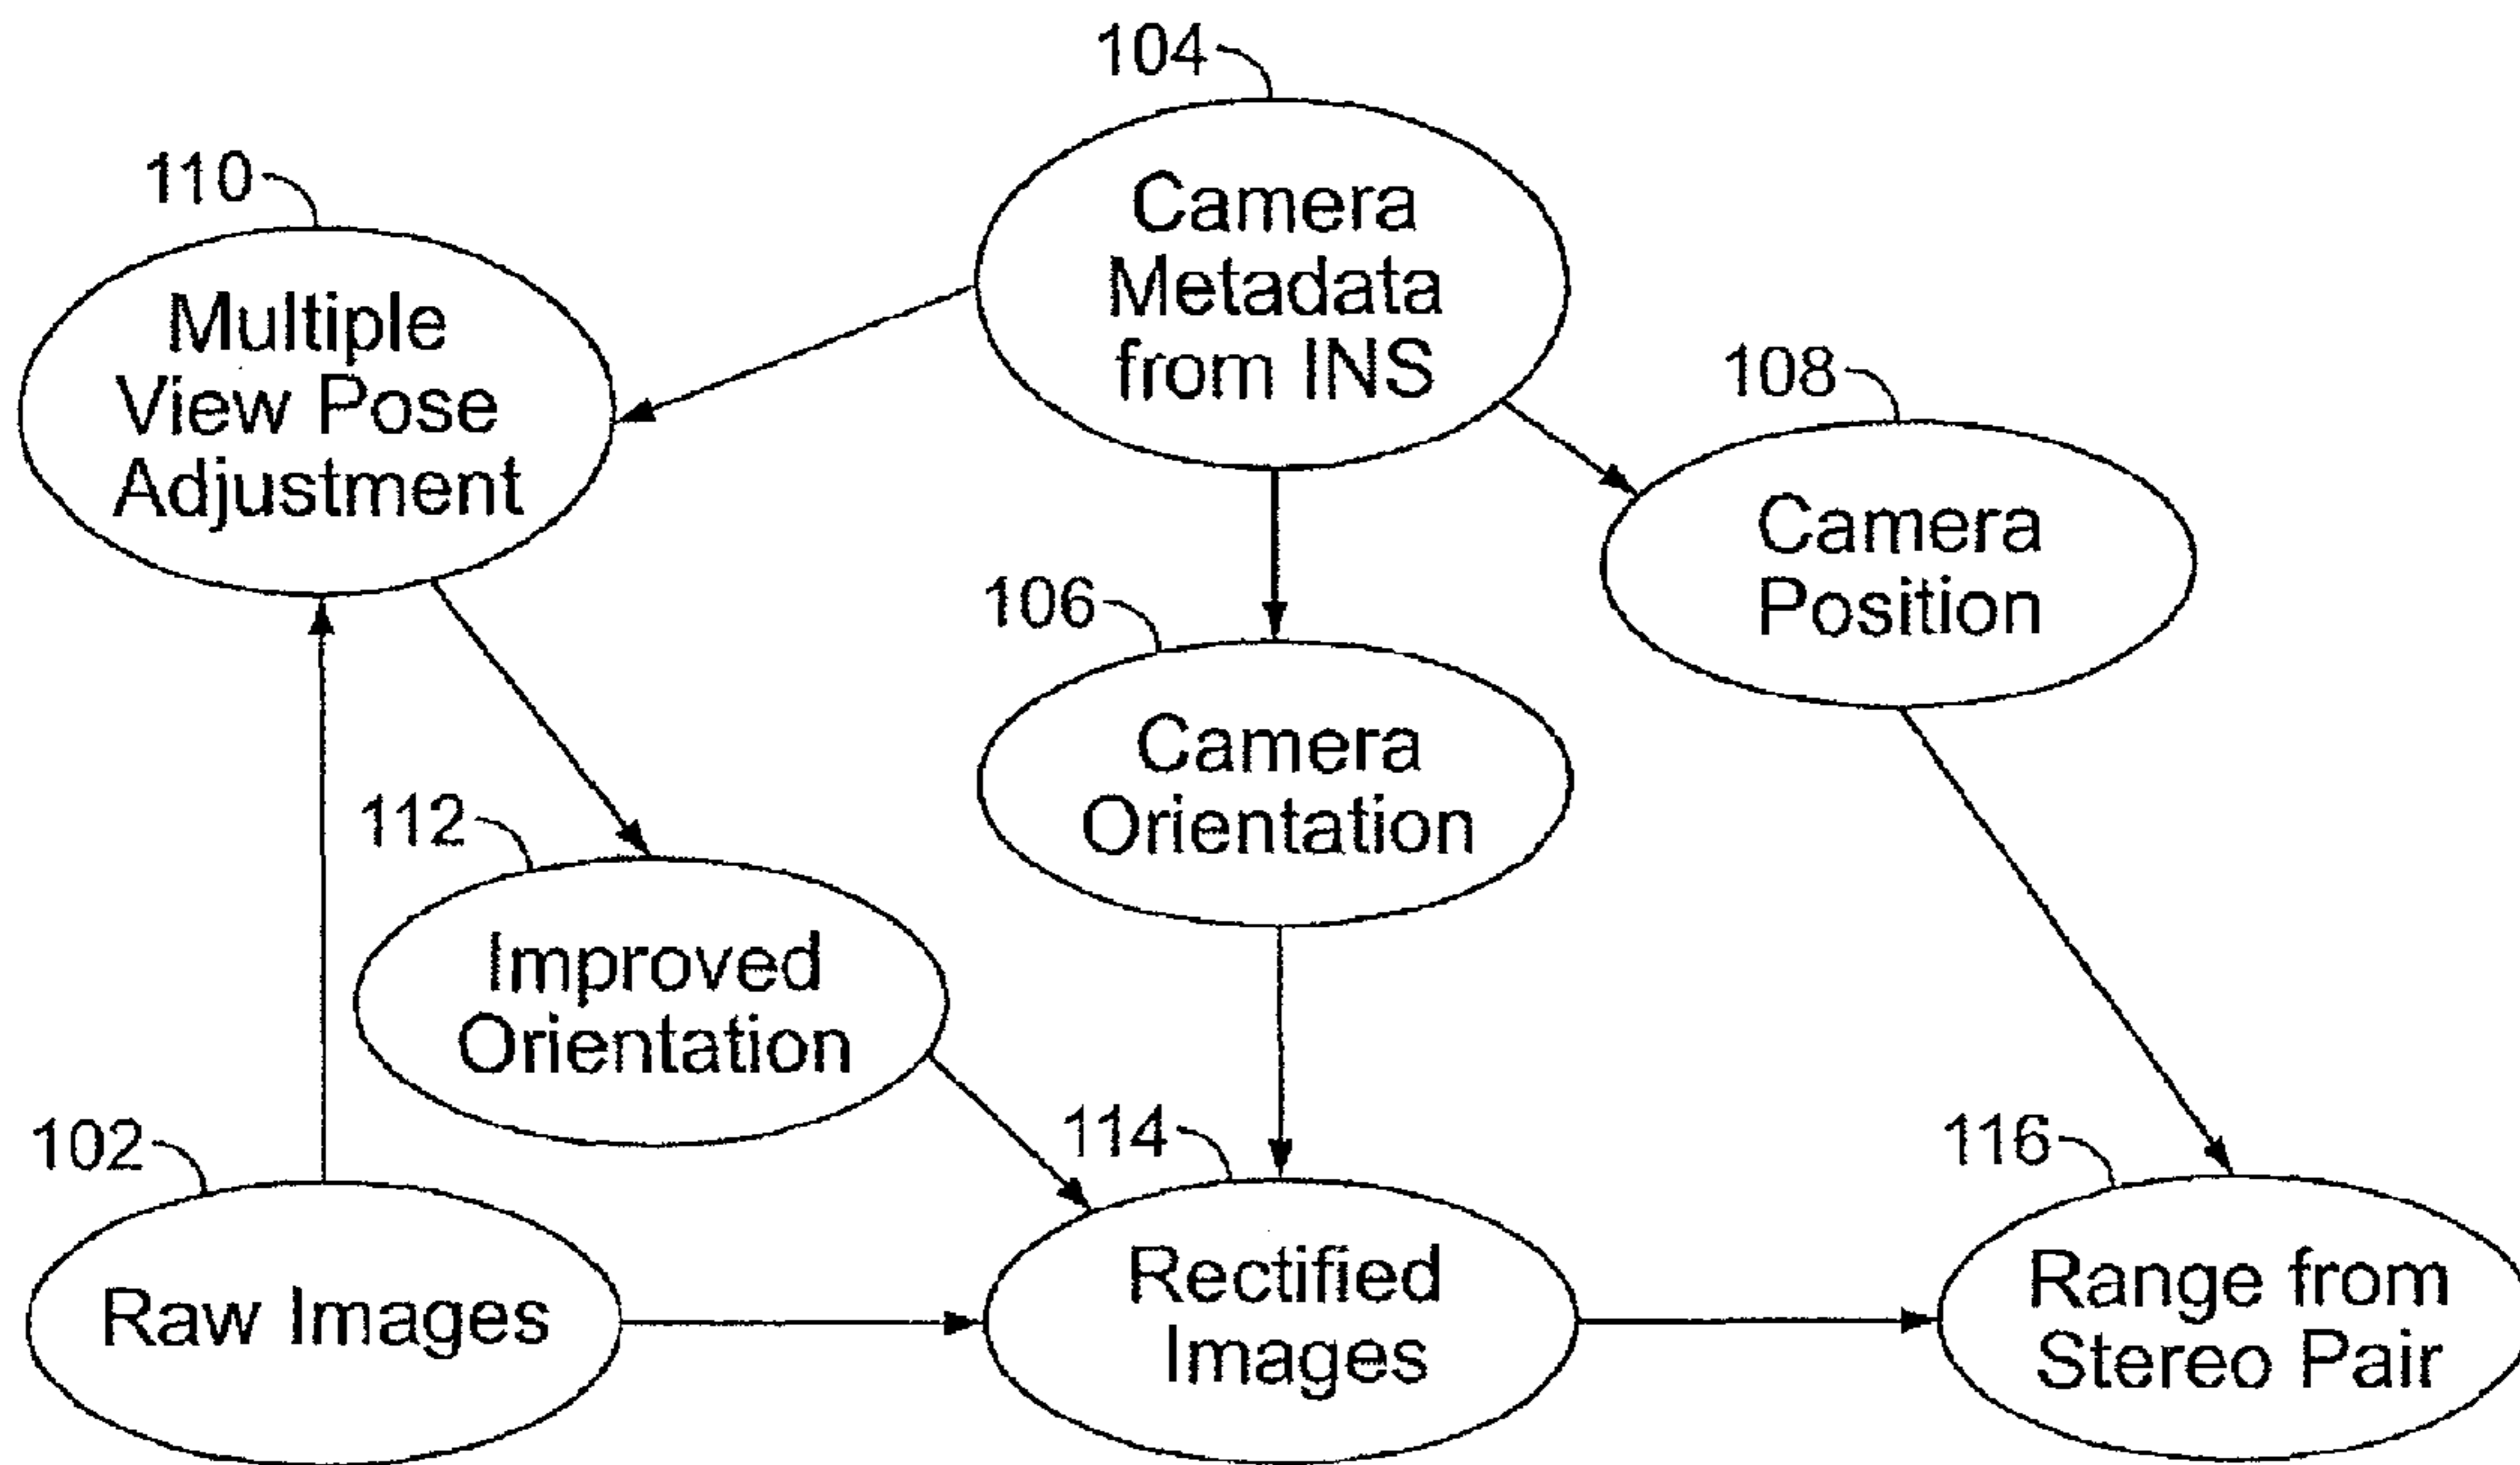 104
Camera
Metadata
from INS
110
Multiple
View Pose
Adjustment
108
Camera
Position
106
Camera
Orientation
112
Improved
Orientation
102
Raw Images
114
Rectified
Images
116
Range from
Stereo Pair